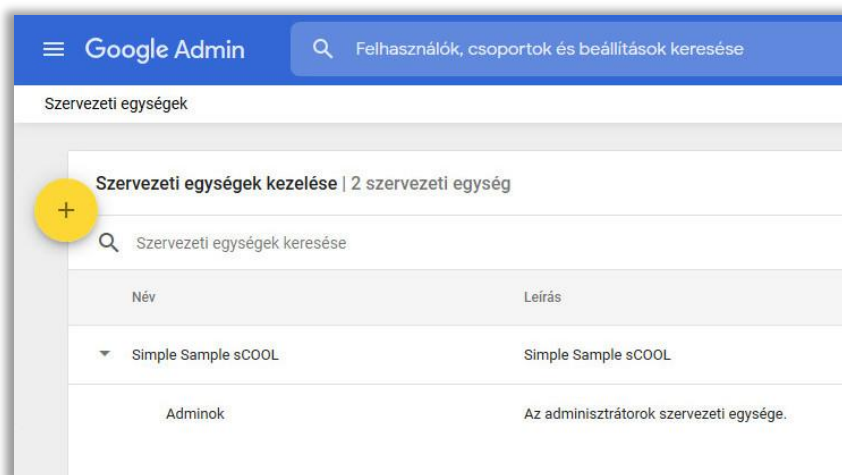 Google Admin
Felhasználók, csoportok és beállítások keresése
Szervezeti egységek
Szervezeti egységek kezelése | 2 szervezeti egység
+
Szervezeti egységek keresése
Név Leírás
Simple Sample sCOOL Simple Sample sCOOL
Adminok Az adminisztrátorok szervezeti egysége.